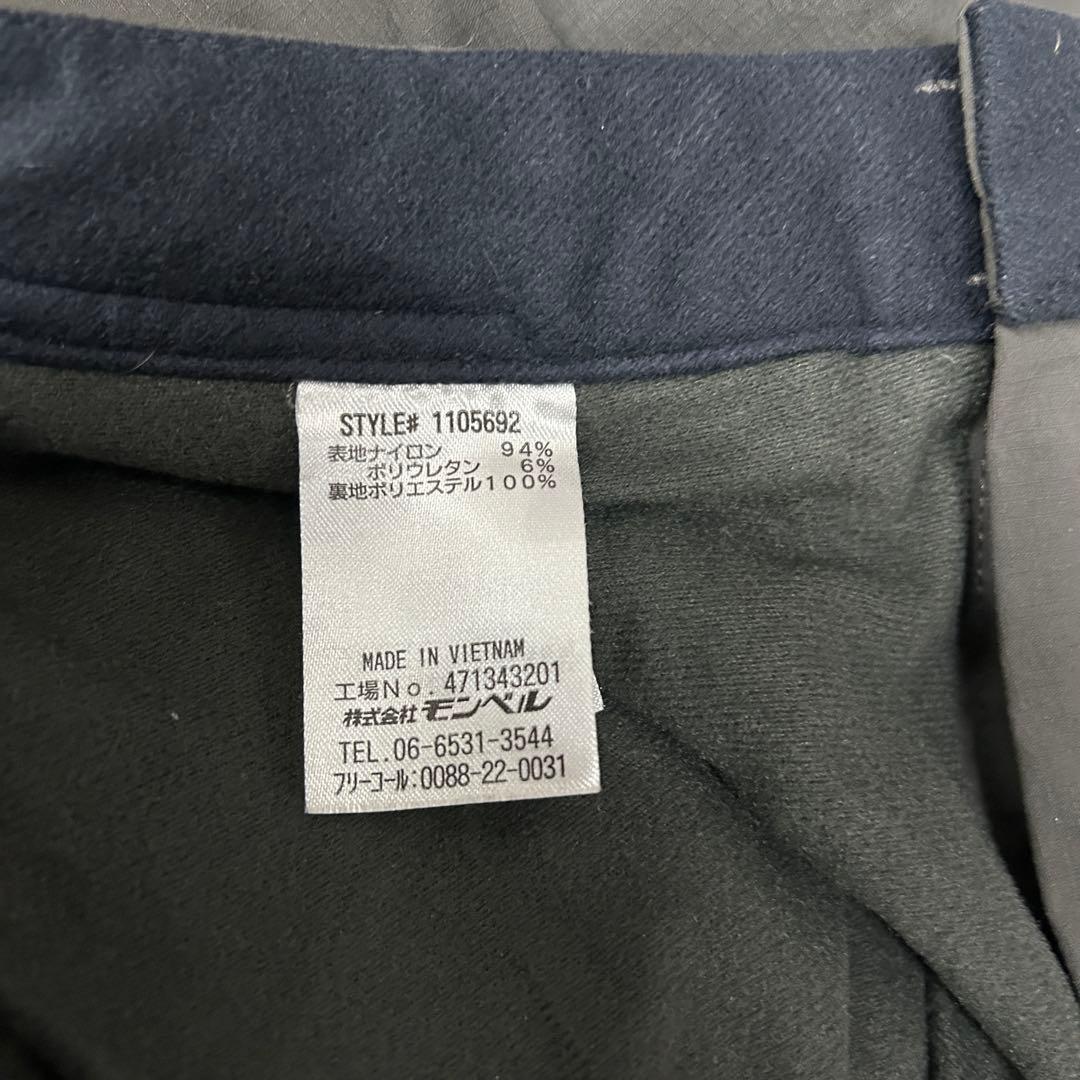 STYLE# 1105692
表地ナイロン 94%
ポリウレタン 6%
裏地ポリエステル100%
MADE IN VIETNAM
工場No.471343201
株式会社モンベル
TEL.06-6531-3544
フリーコール:0088-22-0031